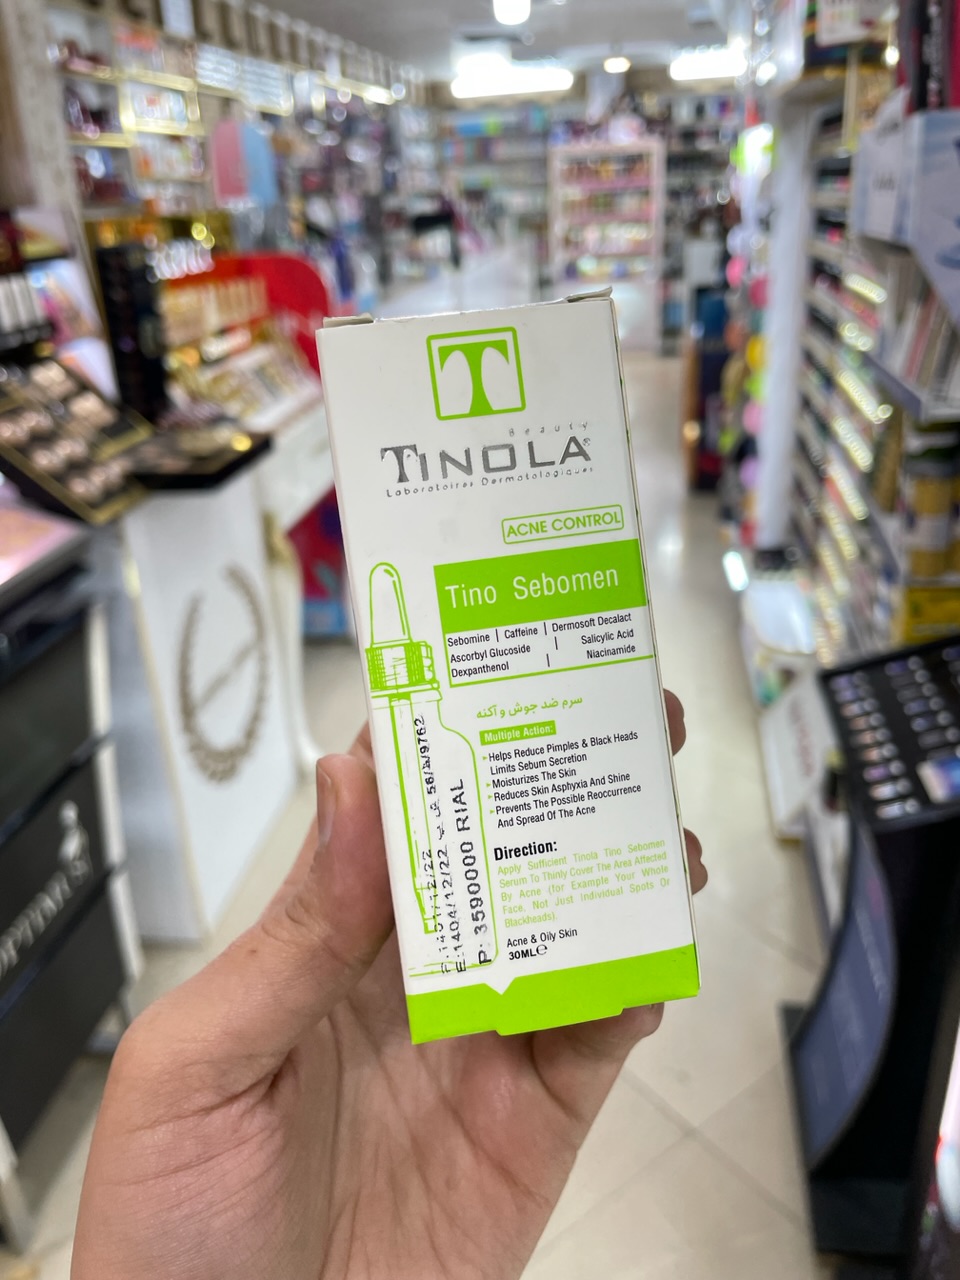 T
Beauty
TINOLA
Laboratoires Dermatologiques
ACNE CONTROL
Tino Sebomen
Sebomine | Caffeine | Dermosoft Decalact
Ascorbyl Glucoside | Salicylic Acid
Dexpanthenol | Niacinamide
سرم ضد جوش و آکنه
Multiple Action:
Helps Reduce Pimples & Black Heads
Limits Sebum Secretion
Moisturizes The Skin
Reduces Skin Asphyxia And Shine
Prevents The Possible Reoccurrence
And Spread Of The Acne
Direction:
Apply Sufficient Tinola Tino Sebomen
Serum To Thinly Cover The Area Affected
By Acne (for Example Your Whole
Face, Not Just Individual Spots Or
Blackheads).
Acne & Oily Skin
30ML℮
E:1404/12/22
P: 3590000 RIAL